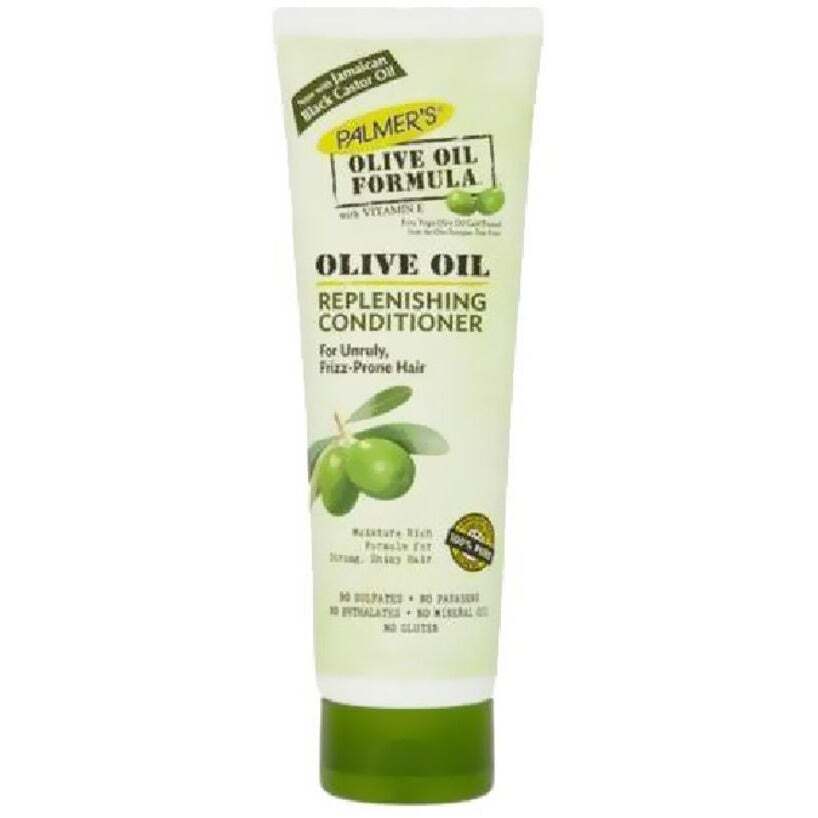 Now with Jamaican
Black Castor Oil
PALMER'S
OLIVE OIL
FORMULA
with VITAMIN E
OLIVE OIL
REPLENISHING
CONDITIONER
For Unruly,
Frizz-Prone Hair
Moisture Rich
Formula for
Strong, Shiny Hair
100% PURE
NO SULFATES • NO PARABENS
NO PHTHALATES • NO MINERAL OIL
NO GLUTEN